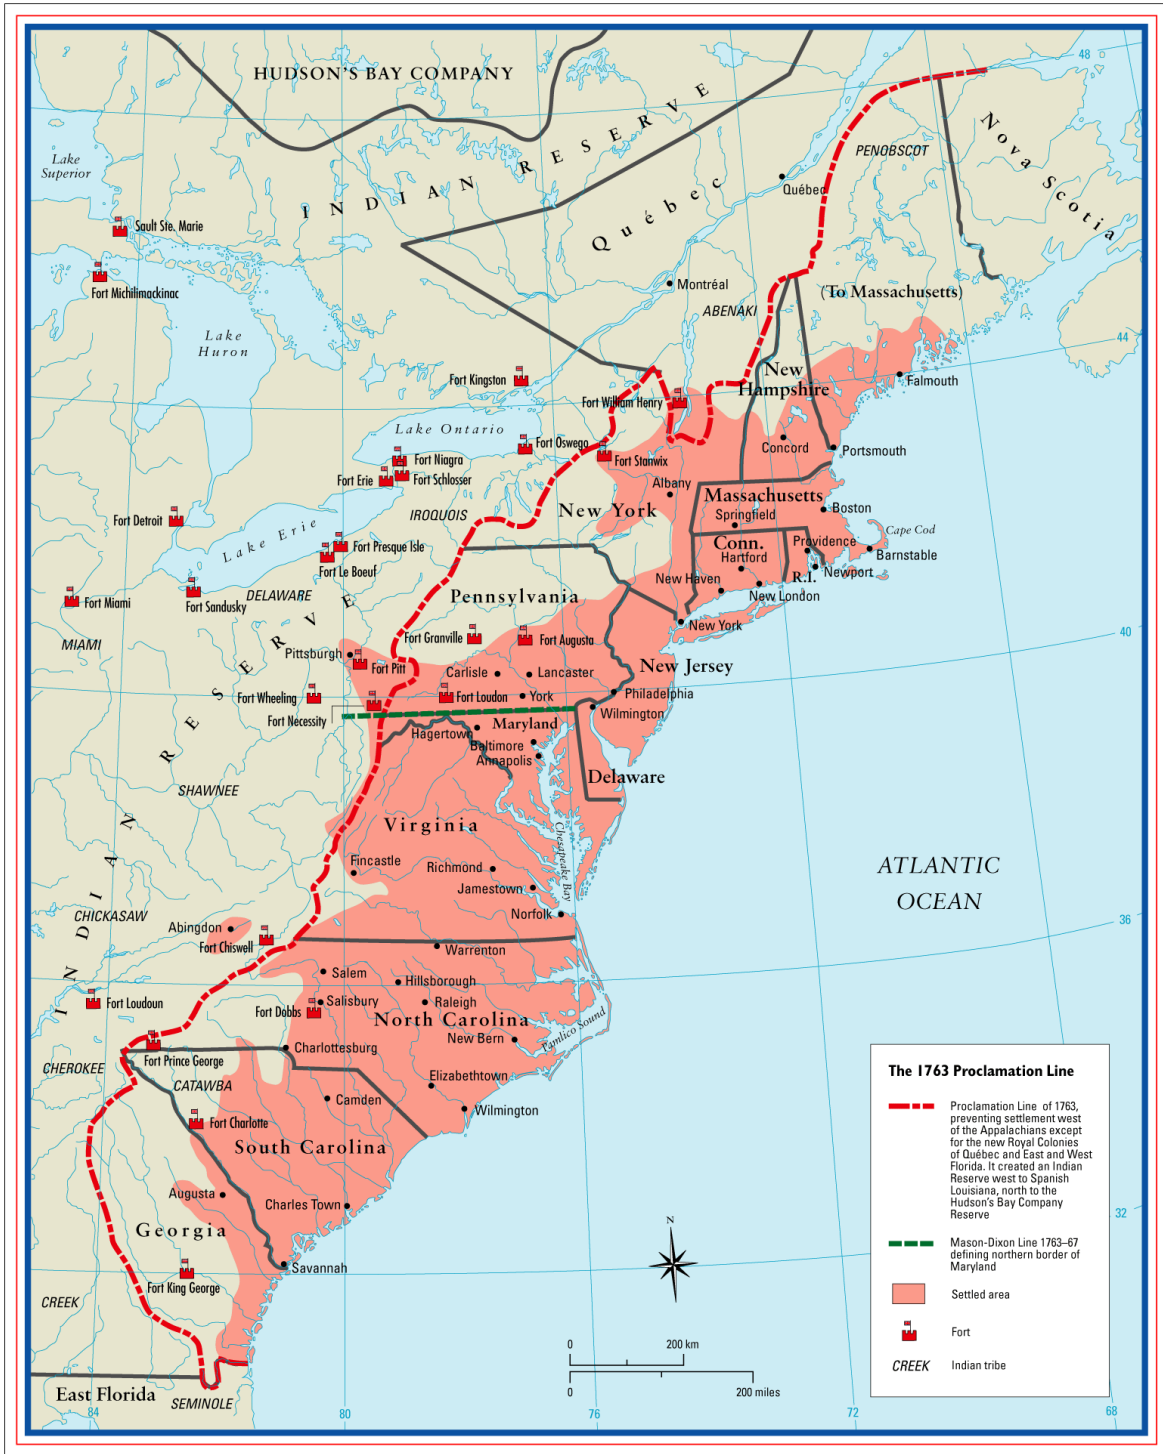 HUDSON'S BAY COMPANY
48
INDIAN RESERVE
Nova Scotia
PENOBSCOT
Lake
Superior
Québec
Québec
Sault Ste. Marie
Fort Michilimackinac
Montréal
(To Massachusetts)
ABENAKI
Lake
Huron
44
New
Hampshire
Fort Kingston
Falmouth
Fort William Henry
Lake Ontario
Fort Oswego
Concord
Portsmouth
Fort Niagra
Fort Stanwix
Fort Erie
Fort Schlosser
Albany
Massachusetts
Boston
Springfield
New York
IROQUOIS
Fort Detroit
Lake Erie
Cape Cod
Conn.
Providence
Barnstable
Fort Presque Isle
Hartford
Fort Le Boeuf
R.I.
Newport
New Haven
New London
DELAWARE
Fort Miami
Fort Sandusky
Pennsylvania
New York
40
MIAMI
INDIAN RESERVE
Fort Granville
Fort Augusta
Pittsburgh
Fort Pitt
New Jersey
Carlisle
Lancaster
Fort Wheeling
Fort Loudon
York
Philadelphia
Fort Necessity
Wilmington
Maryland
Hagertown
Baltimore
Annapolis
Delaware
SHAWNEE
Virginia
Chesapeake Bay
Fincastle
Richmond
ATLANTIC
OCEAN
Jamestown
CHICKASAW
Norfolk
36
Abingdon
Fort Chiswell
Warrenton
Salem
Hillsborough
Fort Loudoun
Salisbury
Raleigh
Fort Dobbs
North Carolina
Pamlico Sound
New Bern
Charlottesburg
Fort Prince George
CHEROKEE
CATAWBA
Elizabethtown
Camden
Wilmington
Fort Charlotte
South Carolina
Augusta
Charles Town
Georgia
32
Savannah
Fort King George
CREEK
East Florida
SEMINOLE
N
0 200 km
0 200 miles
84
80
76
72
68
The 1763 Proclamation Line
Proclamation Line of 1763,
preventing settlement west
of the Appalachians except
for the new Royal Colonies
of Québec and East and West
Florida. It created an Indian
Reserve west to Spanish
Louisiana, north to the
Hudson's Bay Company
Reserve
Mason-Dixon Line 1763–67
defining northern border of
Maryland
Settled area
Fort
CREEK Indian tribe